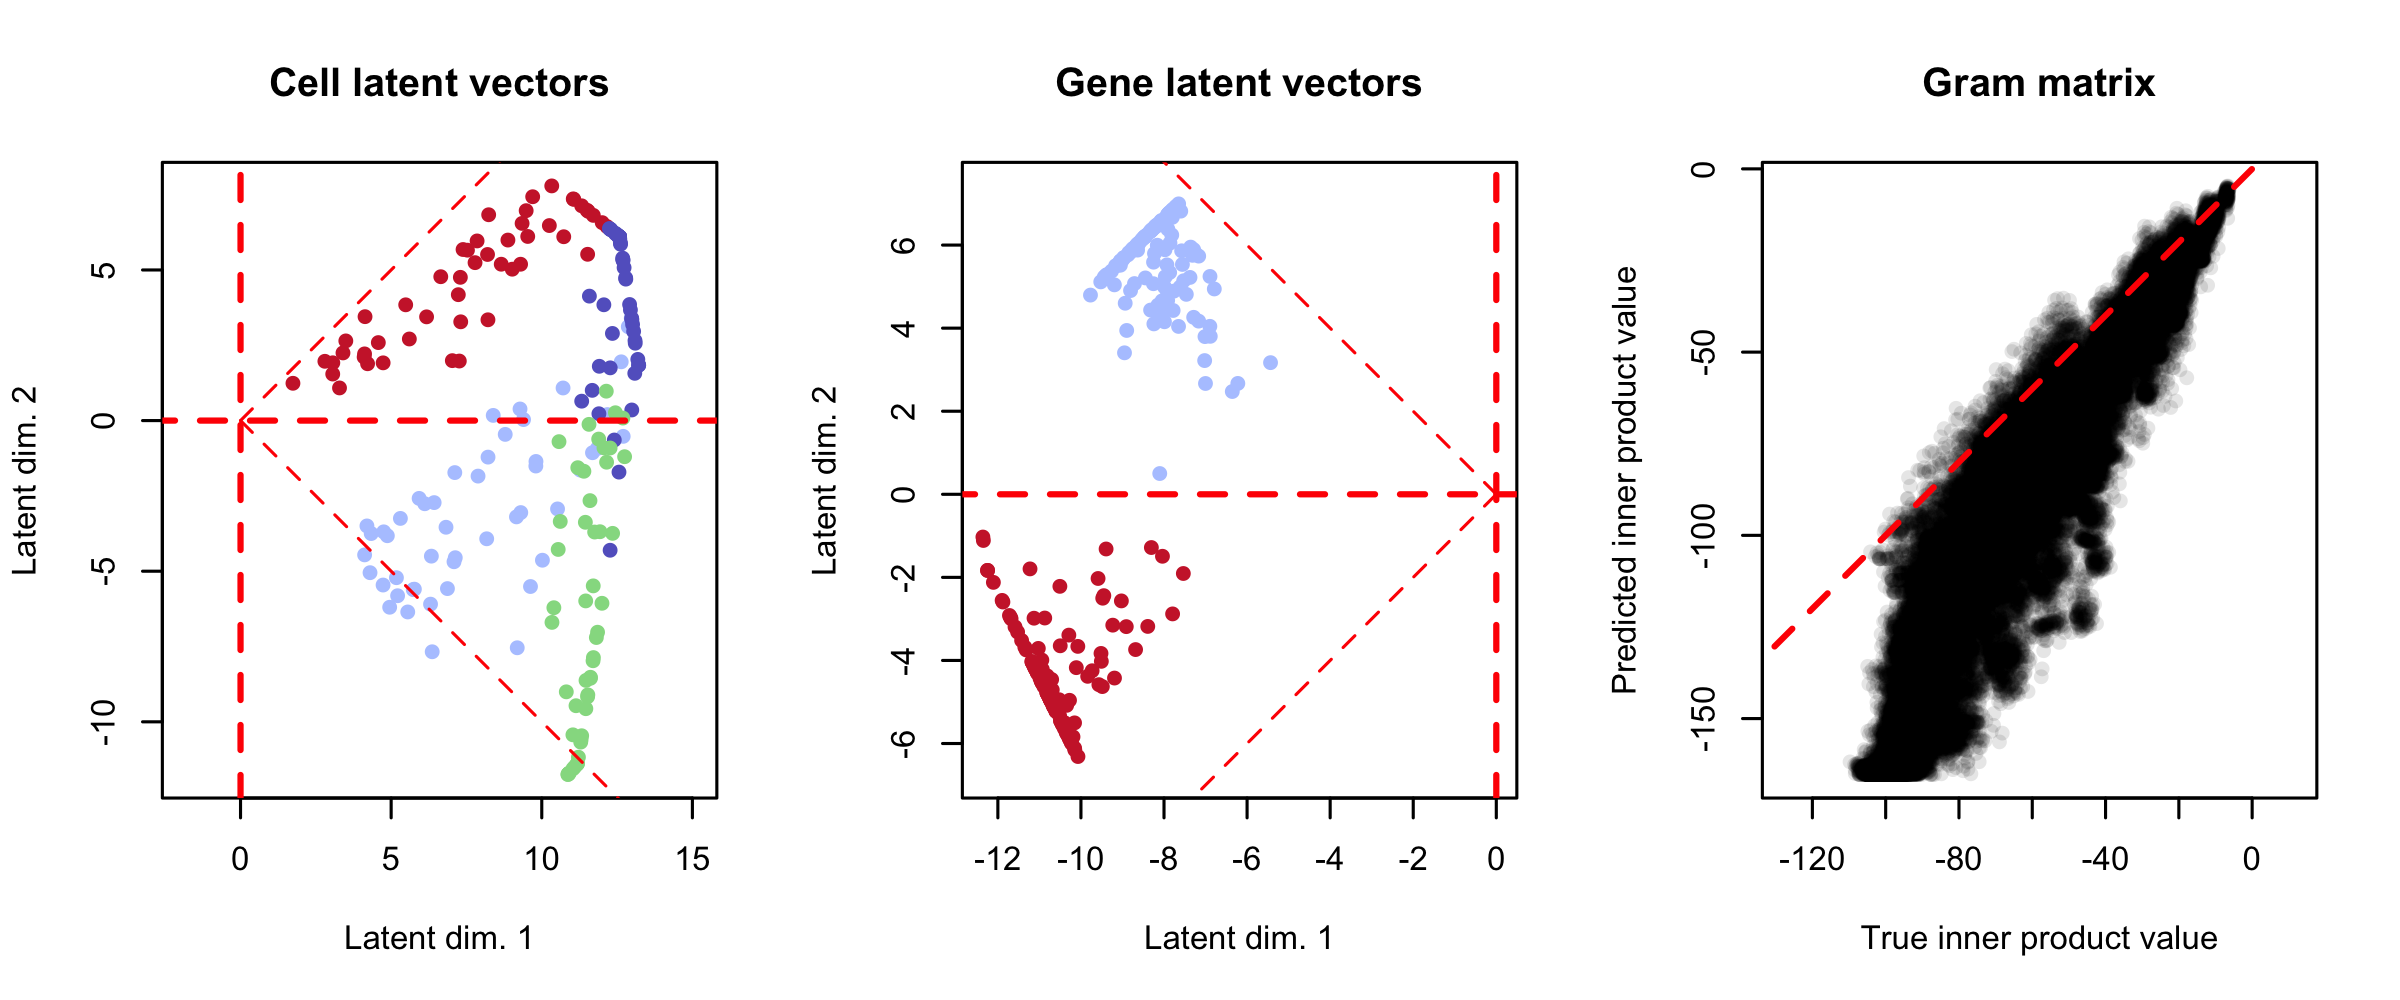 Cell latent vectors
Latent dim. 2
5
0
-5
-10
0 5 10 15
Latent dim. 1
Gene latent vectors
Latent dim. 2
6
4
2
0
-2
-4
-6
-12 -10 -8 -6 -4 -2 0
Latent dim. 1
Gram matrix
Predicted inner product value
0
-50
-100
-150
-120 -80 -40 0
True inner product value